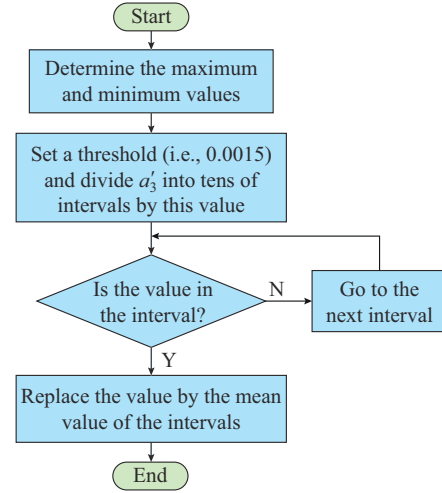 Start
Determine the maximum
and minimum values
Set a threshold (i.e., 0.0015)
and divide a′₃ into tens of
intervals by this value
Is the value in
the interval?
N
Go to the
next interval
Y
Replace the value by the mean
value of the intervals
End